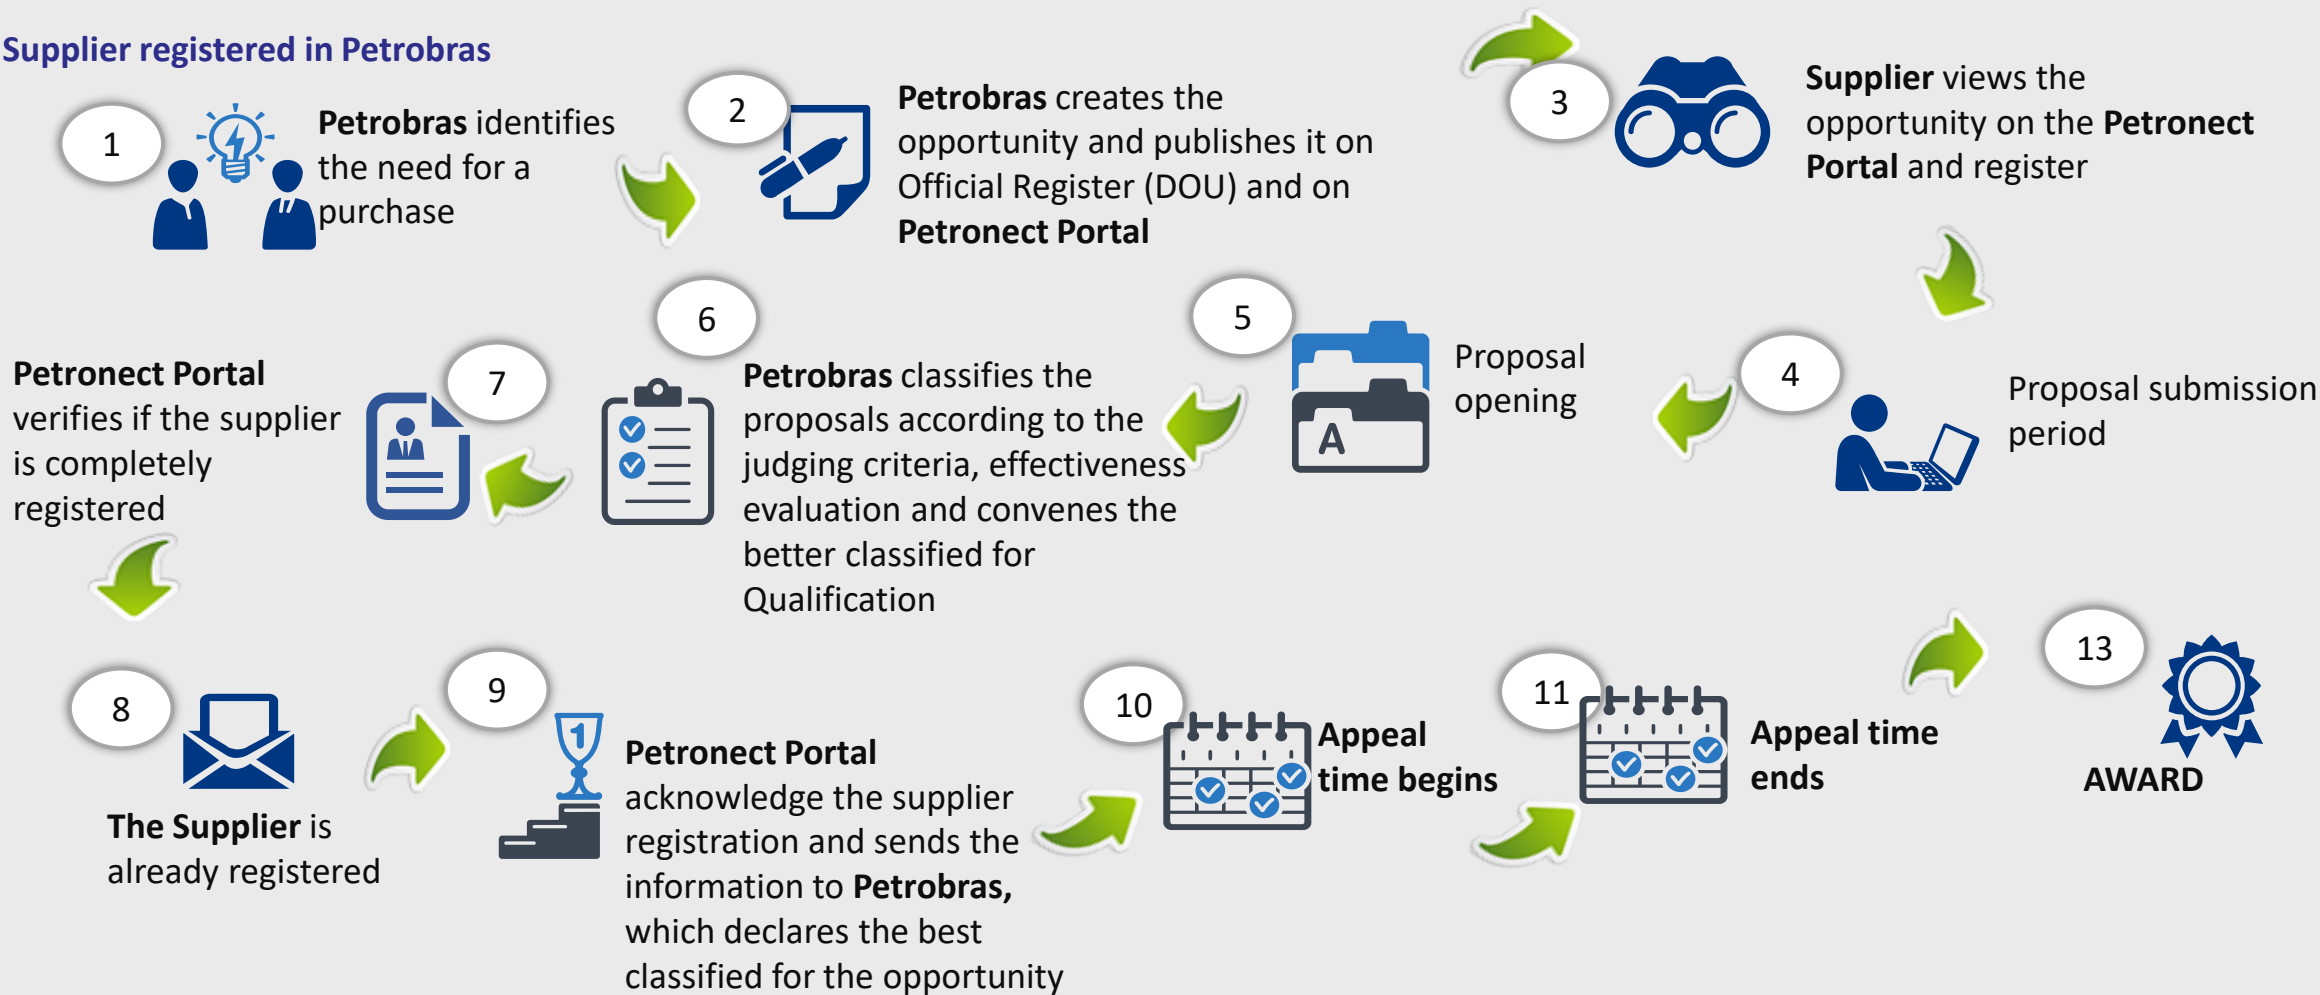 Supplier registered in Petrobras
1
Petrobras identifies
the need for a
purchase
2
Petrobras creates the
opportunity and publishes it on
Official Register (DOU) and on
Petronect Portal
3
Supplier views the
opportunity on the Petronect
Portal and register
4
Proposal submission
period
5
A
Proposal
opening
6
Petrobras classifies the
proposals according to the
judging criteria, effectiveness
evaluation and convenes the
better classified for
Qualification
7
Petronect Portal
verifies if the supplier
is completely
registered
8
The Supplier is
already registered
9
1
Petronect Portal
acknowledge the supplier
registration and sends the
information to Petrobras,
which declares the best
classified for the opportunity
10
Appeal
time begins
11
Appeal time
ends
13
AWARD